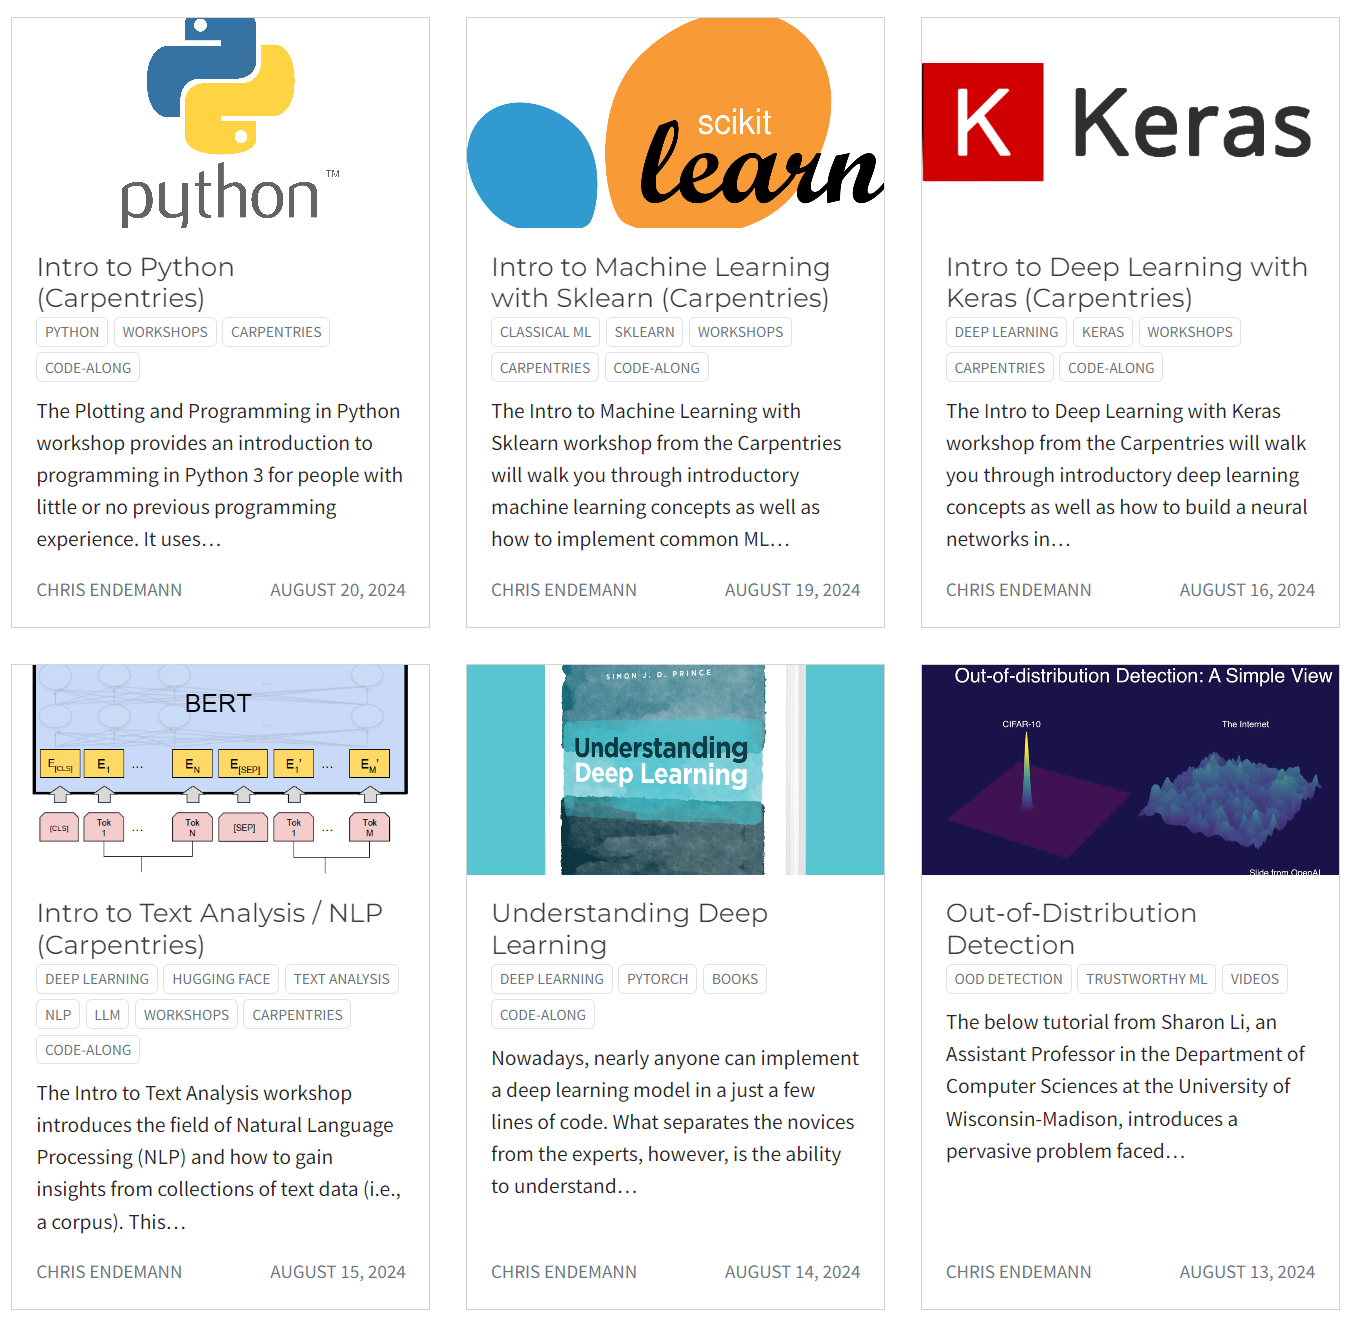 python
TM
Intro to Python
(Carpentries)
PYTHON
WORKSHOPS
CARPENTRIES
CODE-ALONG
The Plotting and Programming in Python
workshop provides an introduction to
programming in Python 3 for people with
little or no previous programming
experience. It uses…
CHRIS ENDEMANN
AUGUST 20, 2024
scikit
learn
Intro to Machine Learning
with Sklearn (Carpentries)
CLASSICAL ML
SKLEARN
WORKSHOPS
CARPENTRIES
CODE-ALONG
The Intro to Machine Learning with
Sklearn workshop from the Carpentries
will walk you through introductory
machine learning concepts as well as
how to implement common ML…
CHRIS ENDEMANN
AUGUST 19, 2024
K Keras
Intro to Deep Learning with
Keras (Carpentries)
DEEP LEARNING
KERAS
WORKSHOPS
CARPENTRIES
CODE-ALONG
The Intro to Deep Learning with Keras
workshop from the Carpentries will walk
you through introductory deep learning
concepts as well as how to build a neural
networks in…
CHRIS ENDEMANN
AUGUST 16, 2024
BERT
E[CLS] E1 ... EN E[SEP] E1' ... EM'
[CLS] Tok 1 ... Tok N [SEP] Tok 1 ... Tok M
Intro to Text Analysis / NLP
(Carpentries)
DEEP LEARNING
HUGGING FACE
TEXT ANALYSIS
NLP
LLM
WORKSHOPS
CARPENTRIES
CODE-ALONG
The Intro to Text Analysis workshop
introduces the field of Natural Language
Processing (NLP) and how to gain
insights from collections of text data (i.e.,
a corpus). This…
CHRIS ENDEMANN
AUGUST 15, 2024
SIMON J. D. PRINCE
Understanding
Deep Learning
Understanding Deep
Learning
DEEP LEARNING
PYTORCH
BOOKS
CODE-ALONG
Nowadays, nearly anyone can implement
a deep learning model in a just a few
lines of code. What separates the novices
from the experts, however, is the ability
to understand…
CHRIS ENDEMANN
AUGUST 14, 2024
Out-of-distribution Detection: A Simple View
CIFAR-10
The Internet
Slide from OpenAI
Out-of-Distribution
Detection
OOD DETECTION
TRUSTWORTHY ML
VIDEOS
The below tutorial from Sharon Li, an
Assistant Professor in the Department of
Computer Sciences at the University of
Wisconsin-Madison, introduces a
pervasive problem faced…
CHRIS ENDEMANN
AUGUST 13, 2024